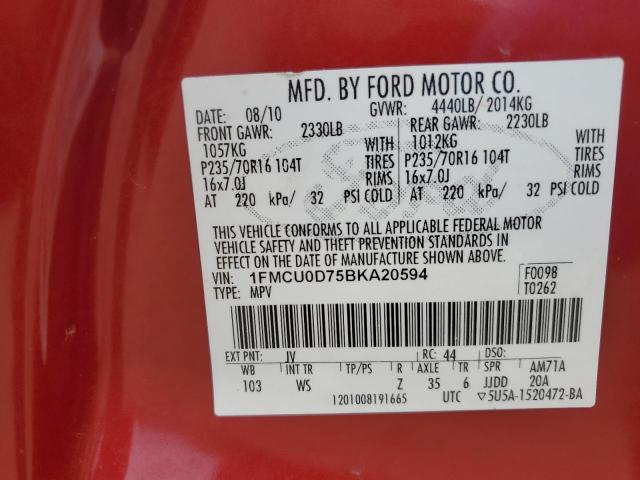 MFD. BY FORD MOTOR CO.
DATE: 08/10 GVWR: 4440LB/ 2014KG
FRONT GAWR: 2330LB REAR GAWR: 2230LB
1057KG WITH 1012KG WITH
P235/70R16 104T TIRES P235/70R16 104T TIRES
16x7.0J RIMS 16x7.0J RIMS
AT 220 kPa/ 32 PSI COLD AT 220 kPa/ 32 PSI COLD
THIS VEHICLE CONFORMS TO ALL APPLICABLE FEDERAL MOTOR
VEHICLE SAFETY AND THEFT PREVENTION STANDARDS IN
EFFECT ON THE DATE OF MANUFACTURE SHOWN ABOVE.
VIN: 1FMCU0D75BKA20594 F0098
TYPE: MPV T0262
EXT PNT: JV RC: 44 DSO:
WB INT TR TP/PS R AXLE TR SPR AM71A
103 WS Z 35 6 JJDD 20A
1201008191665 UTC ▽5U5A-1520472-BA